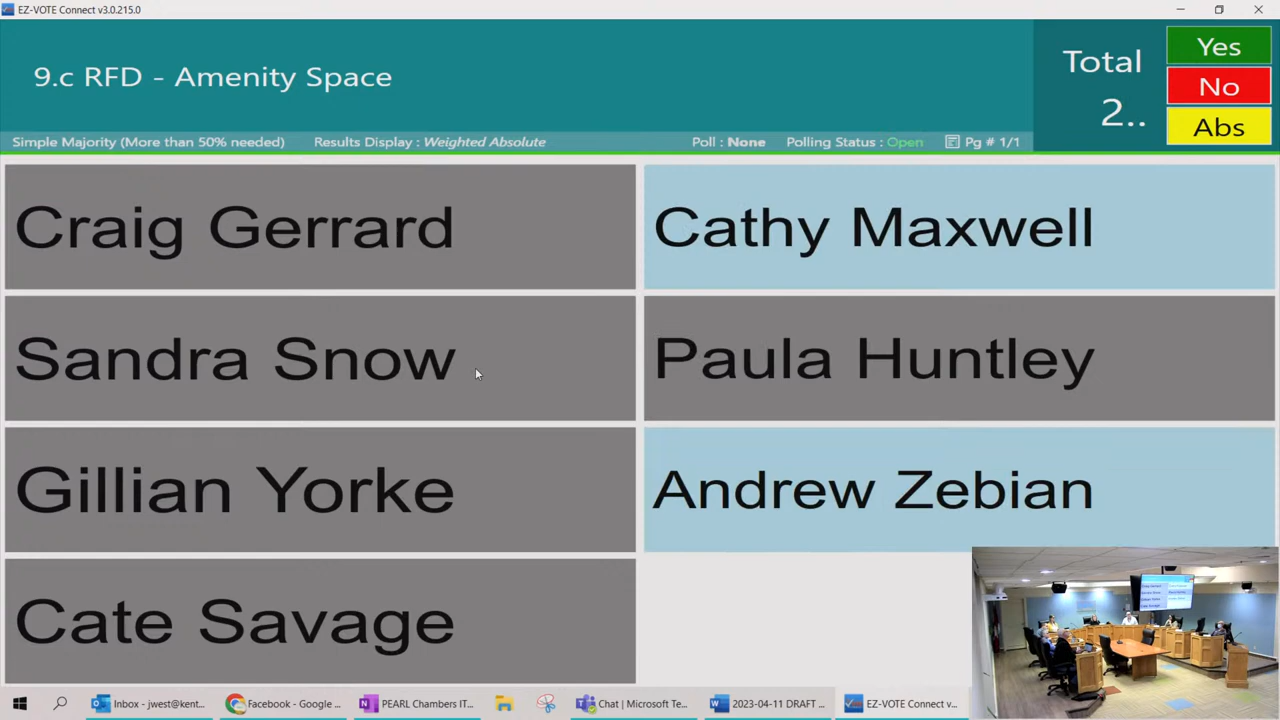 EZ-VOTE Connect v3.0.215.0
9.c RFD - Amenity Space
Total
2..
Yes
No
Abs
Simple Majority (More than 50% needed) Results Display : Weighted Absolute Poll : None Polling Status : Open Pg # 1/1
Craig Gerrard
Cathy Maxwell
Sandra Snow
Paula Huntley
Gillian Yorke
Andrew Zebian
Cate Savage
Inbox - jwest@kent... Facebook - Google ... PEARL Chambers IT... Chat | Microsoft Te... 2023-04-11 DRAFT ... EZ-VOTE Connect v...